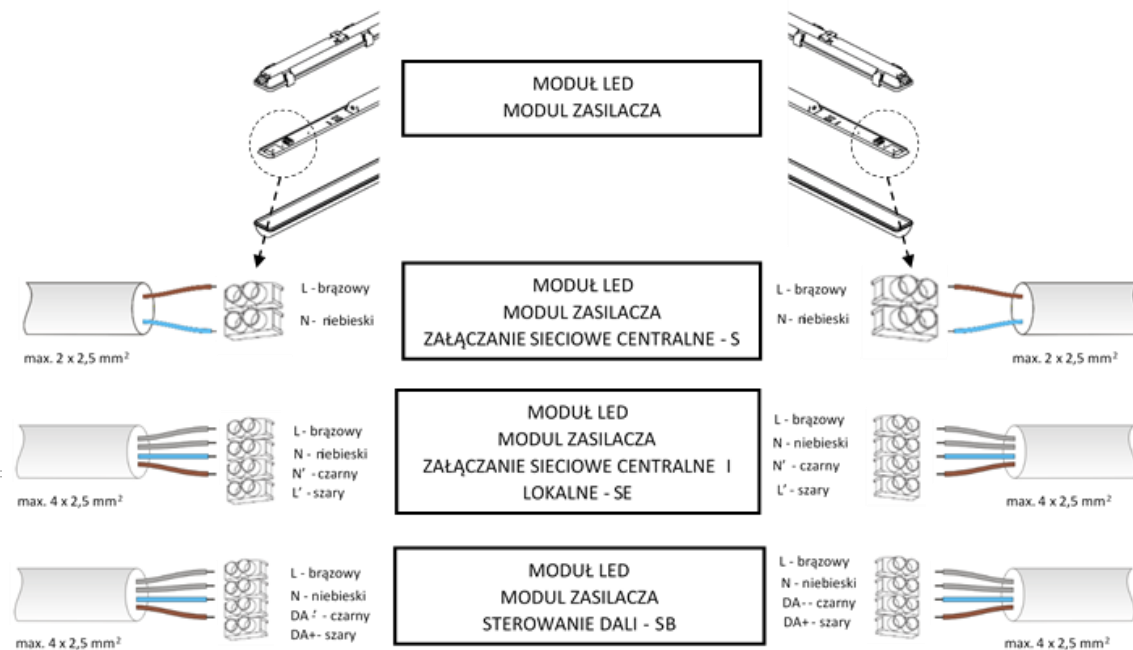 MODUŁ LED
MODUL ZASILACZA
L - brązowy
N - niebieski
max. 2 x 2,5 mm²
MODUŁ LED
MODUL ZASILACZA
ZAŁĄCZANIE SIECIOWE CENTRALNE - S
L - brązowy
N - niebieski
max. 2 x 2,5 mm²
L - brązowy
N - niebieski
N' - czarny
L' - szary
max. 4 x 2,5 mm²
MODUŁ LED
MODUL ZASILACZA
ZAŁĄCZANIE SIECIOWE CENTRALNE I
LOKALNE - SE
L - brązowy
N - niebieski
N' - czarny
L' - szary
max. 4 x 2,5 mm²
L - brązowy
N - niebieski
DA- - czarny
DA+ - szary
max. 4 x 2,5 mm²
MODUŁ LED
MODUL ZASILACZA
STEROWANIE DALI - SB
L - brązowy
N - niebieski
DA-- czarny
DA+ - szary
max. 4 x 2,5 mm²